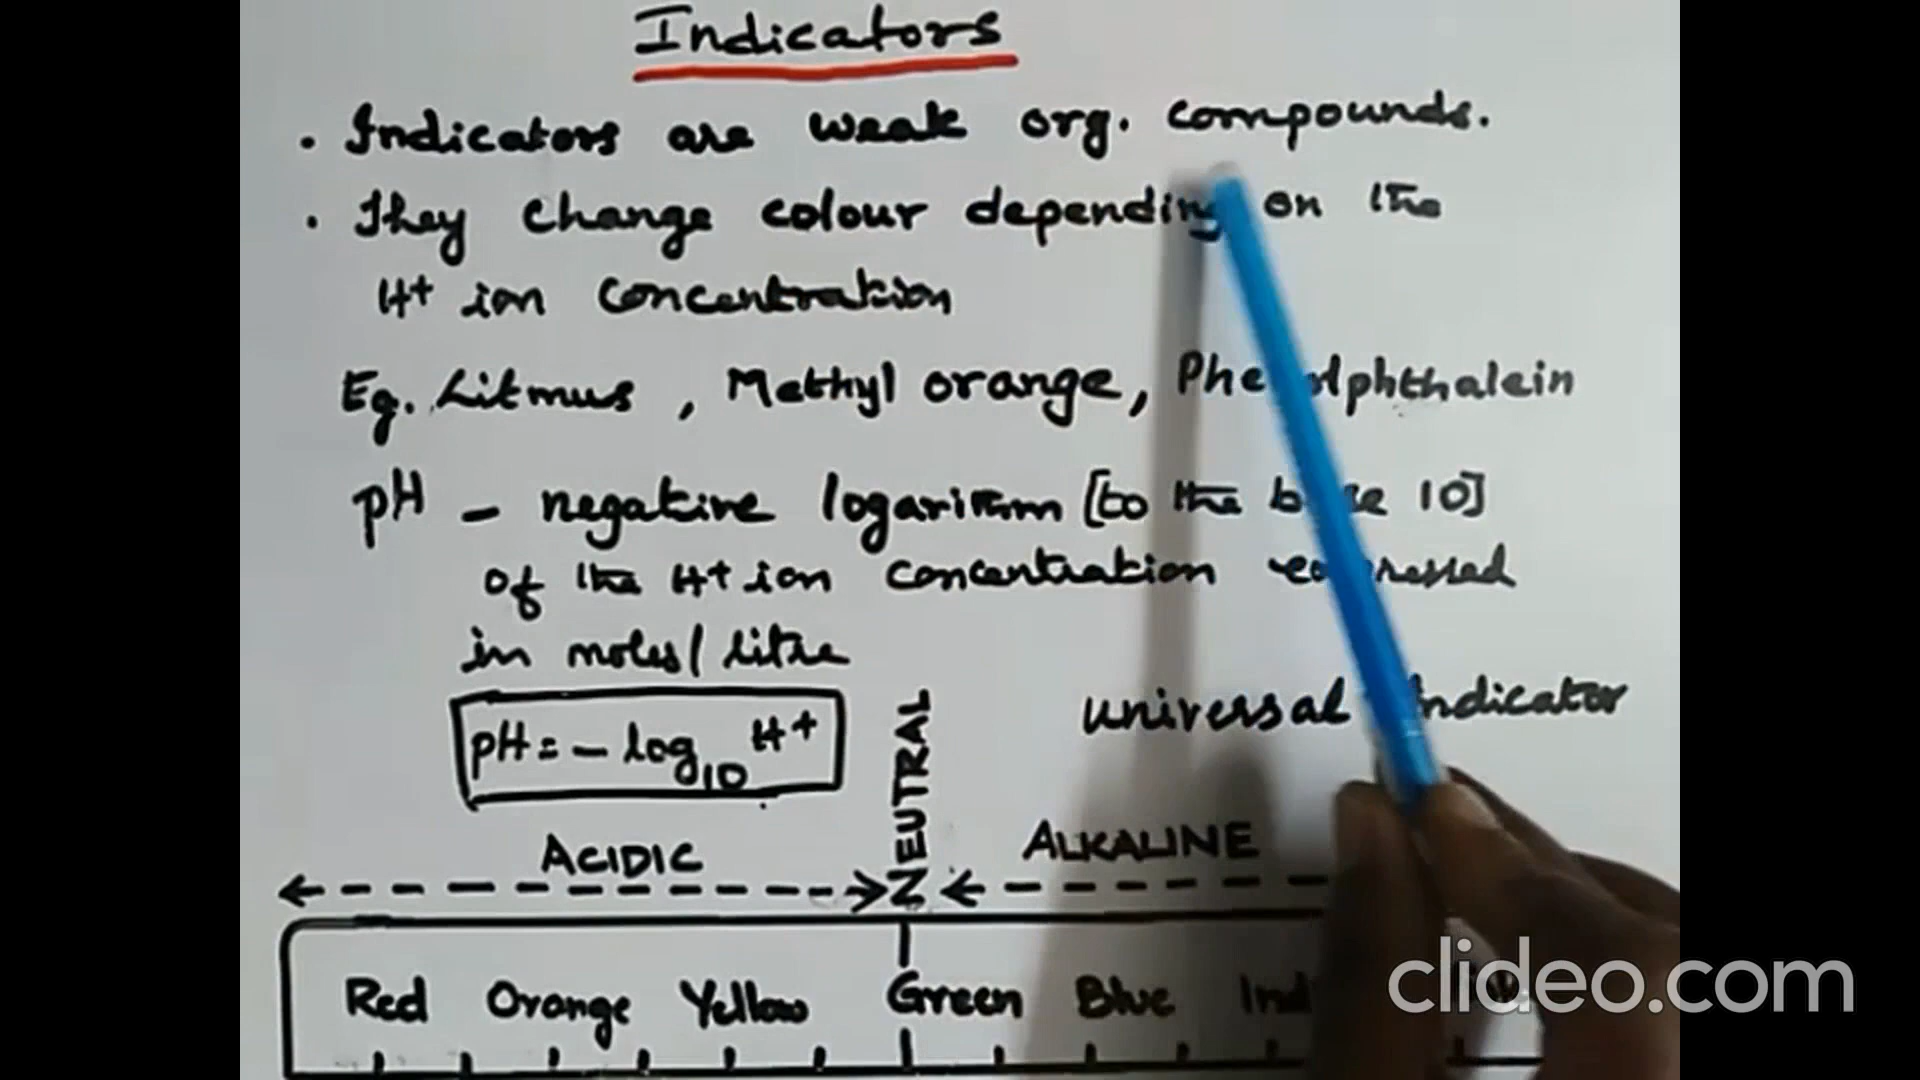 Indicators
. Indicators are weak org. compounds.
. They change colour depending on the
H+ ion concentration
Eg. Litmus, Methyl orange, Phenolphthalein
pH - negative logarithm [to the base 10]
of the H+ ion concentration expressed
in moles/litre
pH = - log10 H+
universal Indicator
NEUTRAL
ACIDIC
ALKALINE
Red Orange Yellow Green Blue
clideo.com